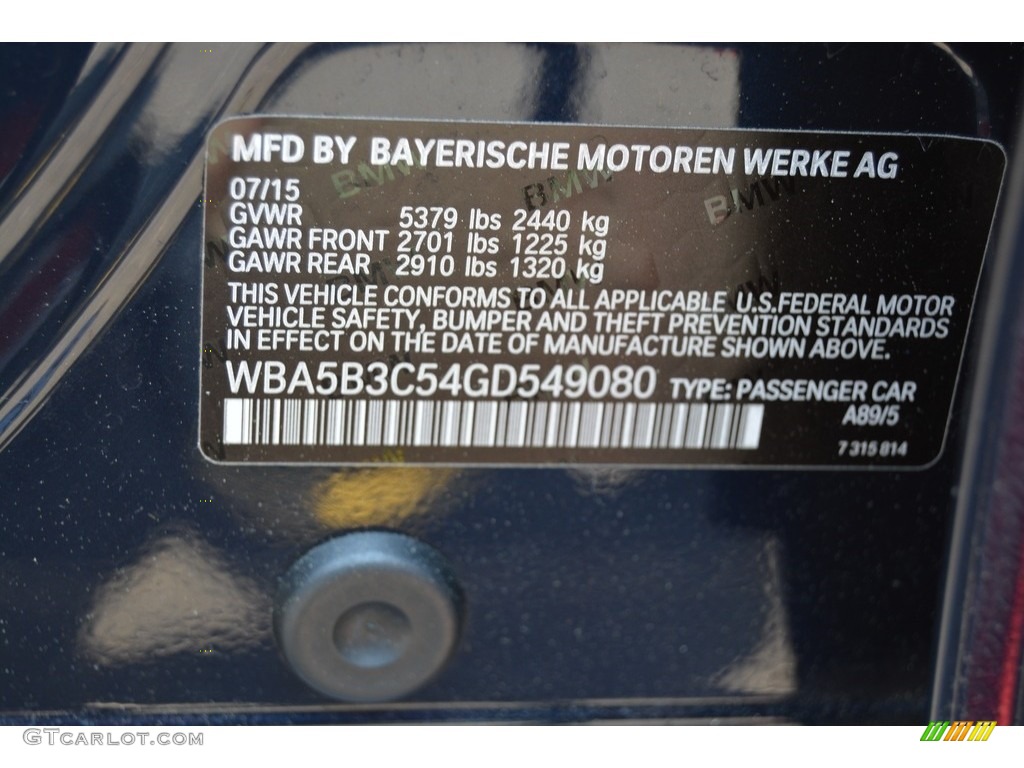 MFD BY BAYERISCHE MOTOREN WERKE AG
07/15
BMW BMW BMW
GVWR 5379 lbs 2440 kg
GAWR FRONT 2701 lbs 1225 kg
GAWR REAR 2910 lbs 1320 kg
THIS VEHICLE CONFORMS TO ALL APPLICABLE U.S.FEDERAL MOTOR
VEHICLE SAFETY, BUMPER AND THEFT PREVENTION STANDARDS
IN EFFECT ON THE DATE OF MANUFACTURE SHOWN ABOVE.
WBA5B3C54GD549080 TYPE: PASSENGER CAR
A89/5
7 315 814
GTCARLOT.COM